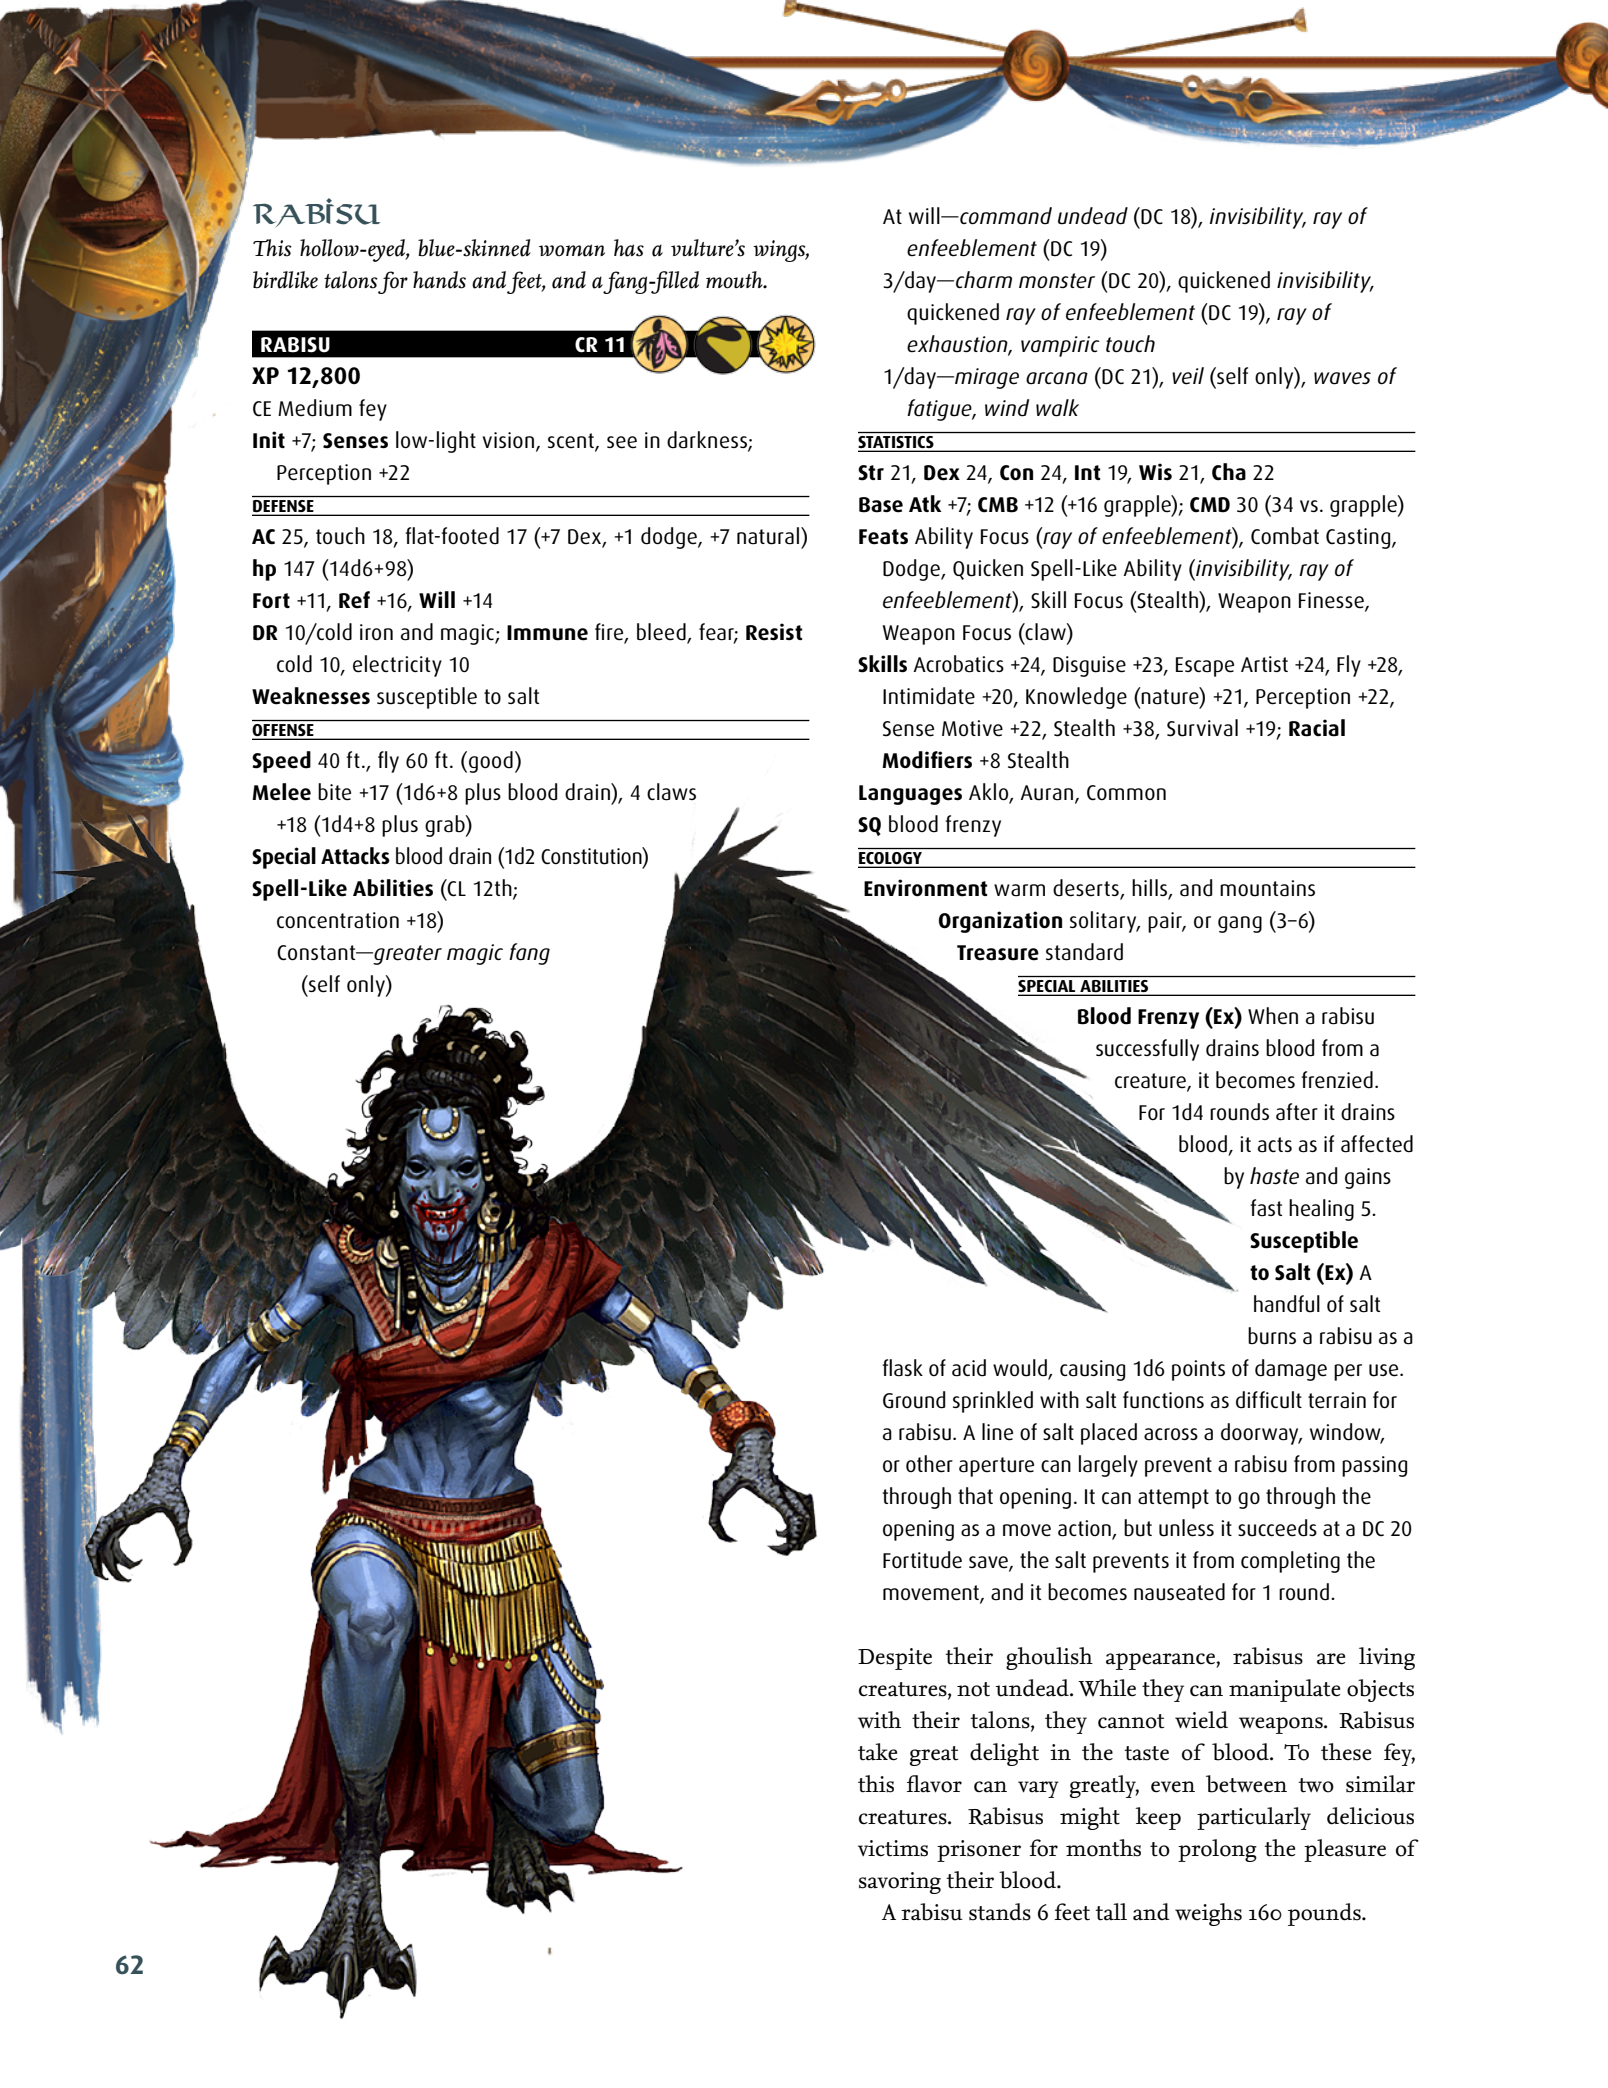 RABISU
This hollow-eyed, blue-skinned woman has a vulture's wings,
birdlike talons for hands and feet, and a fang-filled mouth.
RABISU CR 11
XP 12,800
CE Medium fey
Init +7; Senses low-light vision, scent, see in darkness;
Perception +22
DEFENSE
AC 25, touch 18, flat-footed 17 (+7 Dex, +1 dodge, +7 natural)
hp 147 (14d6+98)
Fort +11, Ref +16, Will +14
DR 10/cold iron and magic; Immune fire, bleed, fear; Resist
cold 10, electricity 10
Weaknesses susceptible to salt
OFFENSE
Speed 40 ft., fly 60 ft. (good)
Melee bite +17 (1d6+8 plus blood drain), 4 claws
+18 (1d4+8 plus grab)
Special Attacks blood drain (1d2 Constitution)
Spell-Like Abilities (CL 12th;
concentration +18)
Constant—greater magic fang
(self only)
At will—command undead (DC 18), invisibility, ray of
enfeeblement (DC 19)
3/day—charm monster (DC 20), quickened invisibility,
quickened ray of enfeeblement (DC 19), ray of
exhaustion, vampiric touch
1/day—mirage arcana (DC 21), veil (self only), waves of
fatigue, wind walk
STATISTICS
Str 21, Dex 24, Con 24, Int 19, Wis 21, Cha 22
Base Atk +7; CMB +12 (+16 grapple); CMD 30 (34 vs. grapple)
Feats Ability Focus (ray of enfeeblement), Combat Casting,
Dodge, Quicken Spell-Like Ability (invisibility, ray of
enfeeblement), Skill Focus (Stealth), Weapon Finesse,
Weapon Focus (claw)
Skills Acrobatics +24, Disguise +23, Escape Artist +24, Fly +28,
Intimidate +20, Knowledge (nature) +21, Perception +22,
Sense Motive +22, Stealth +38, Survival +19; Racial
Modifiers +8 Stealth
Languages Aklo, Auran, Common
SQ blood frenzy
ECOLOGY
Environment warm deserts, hills, and mountains
Organization solitary, pair, or gang (3–6)
Treasure standard
SPECIAL ABILITIES
Blood Frenzy (Ex) When a rabisu
successfully drains blood from a
creature, it becomes frenzied.
For 1d4 rounds after it drains
blood, it acts as if affected
by haste and gains
fast healing 5.
Susceptible
to Salt (Ex) A
handful of salt
burns a rabisu as a
flask of acid would, causing 1d6 points of damage per use.
Ground sprinkled with salt functions as difficult terrain for
a rabisu. A line of salt placed across a doorway, window,
or other aperture can largely prevent a rabisu from passing
through that opening. It can attempt to go through the
opening as a move action, but unless it succeeds at a DC 20
Fortitude save, the salt prevents it from completing the
movement, and it becomes nauseated for 1 round.
Despite their ghoulish appearance, rabisus are living
creatures, not undead. While they can manipulate objects
with their talons, they cannot wield weapons. Rabisus
take great delight in the taste of blood. To these fey,
this flavor can vary greatly, even between two similar
creatures. Rabisus might keep particularly delicious
victims prisoner for months to prolong the pleasure of
savoring their blood.
A rabisu stands 6 feet tall and weighs 160 pounds.
62